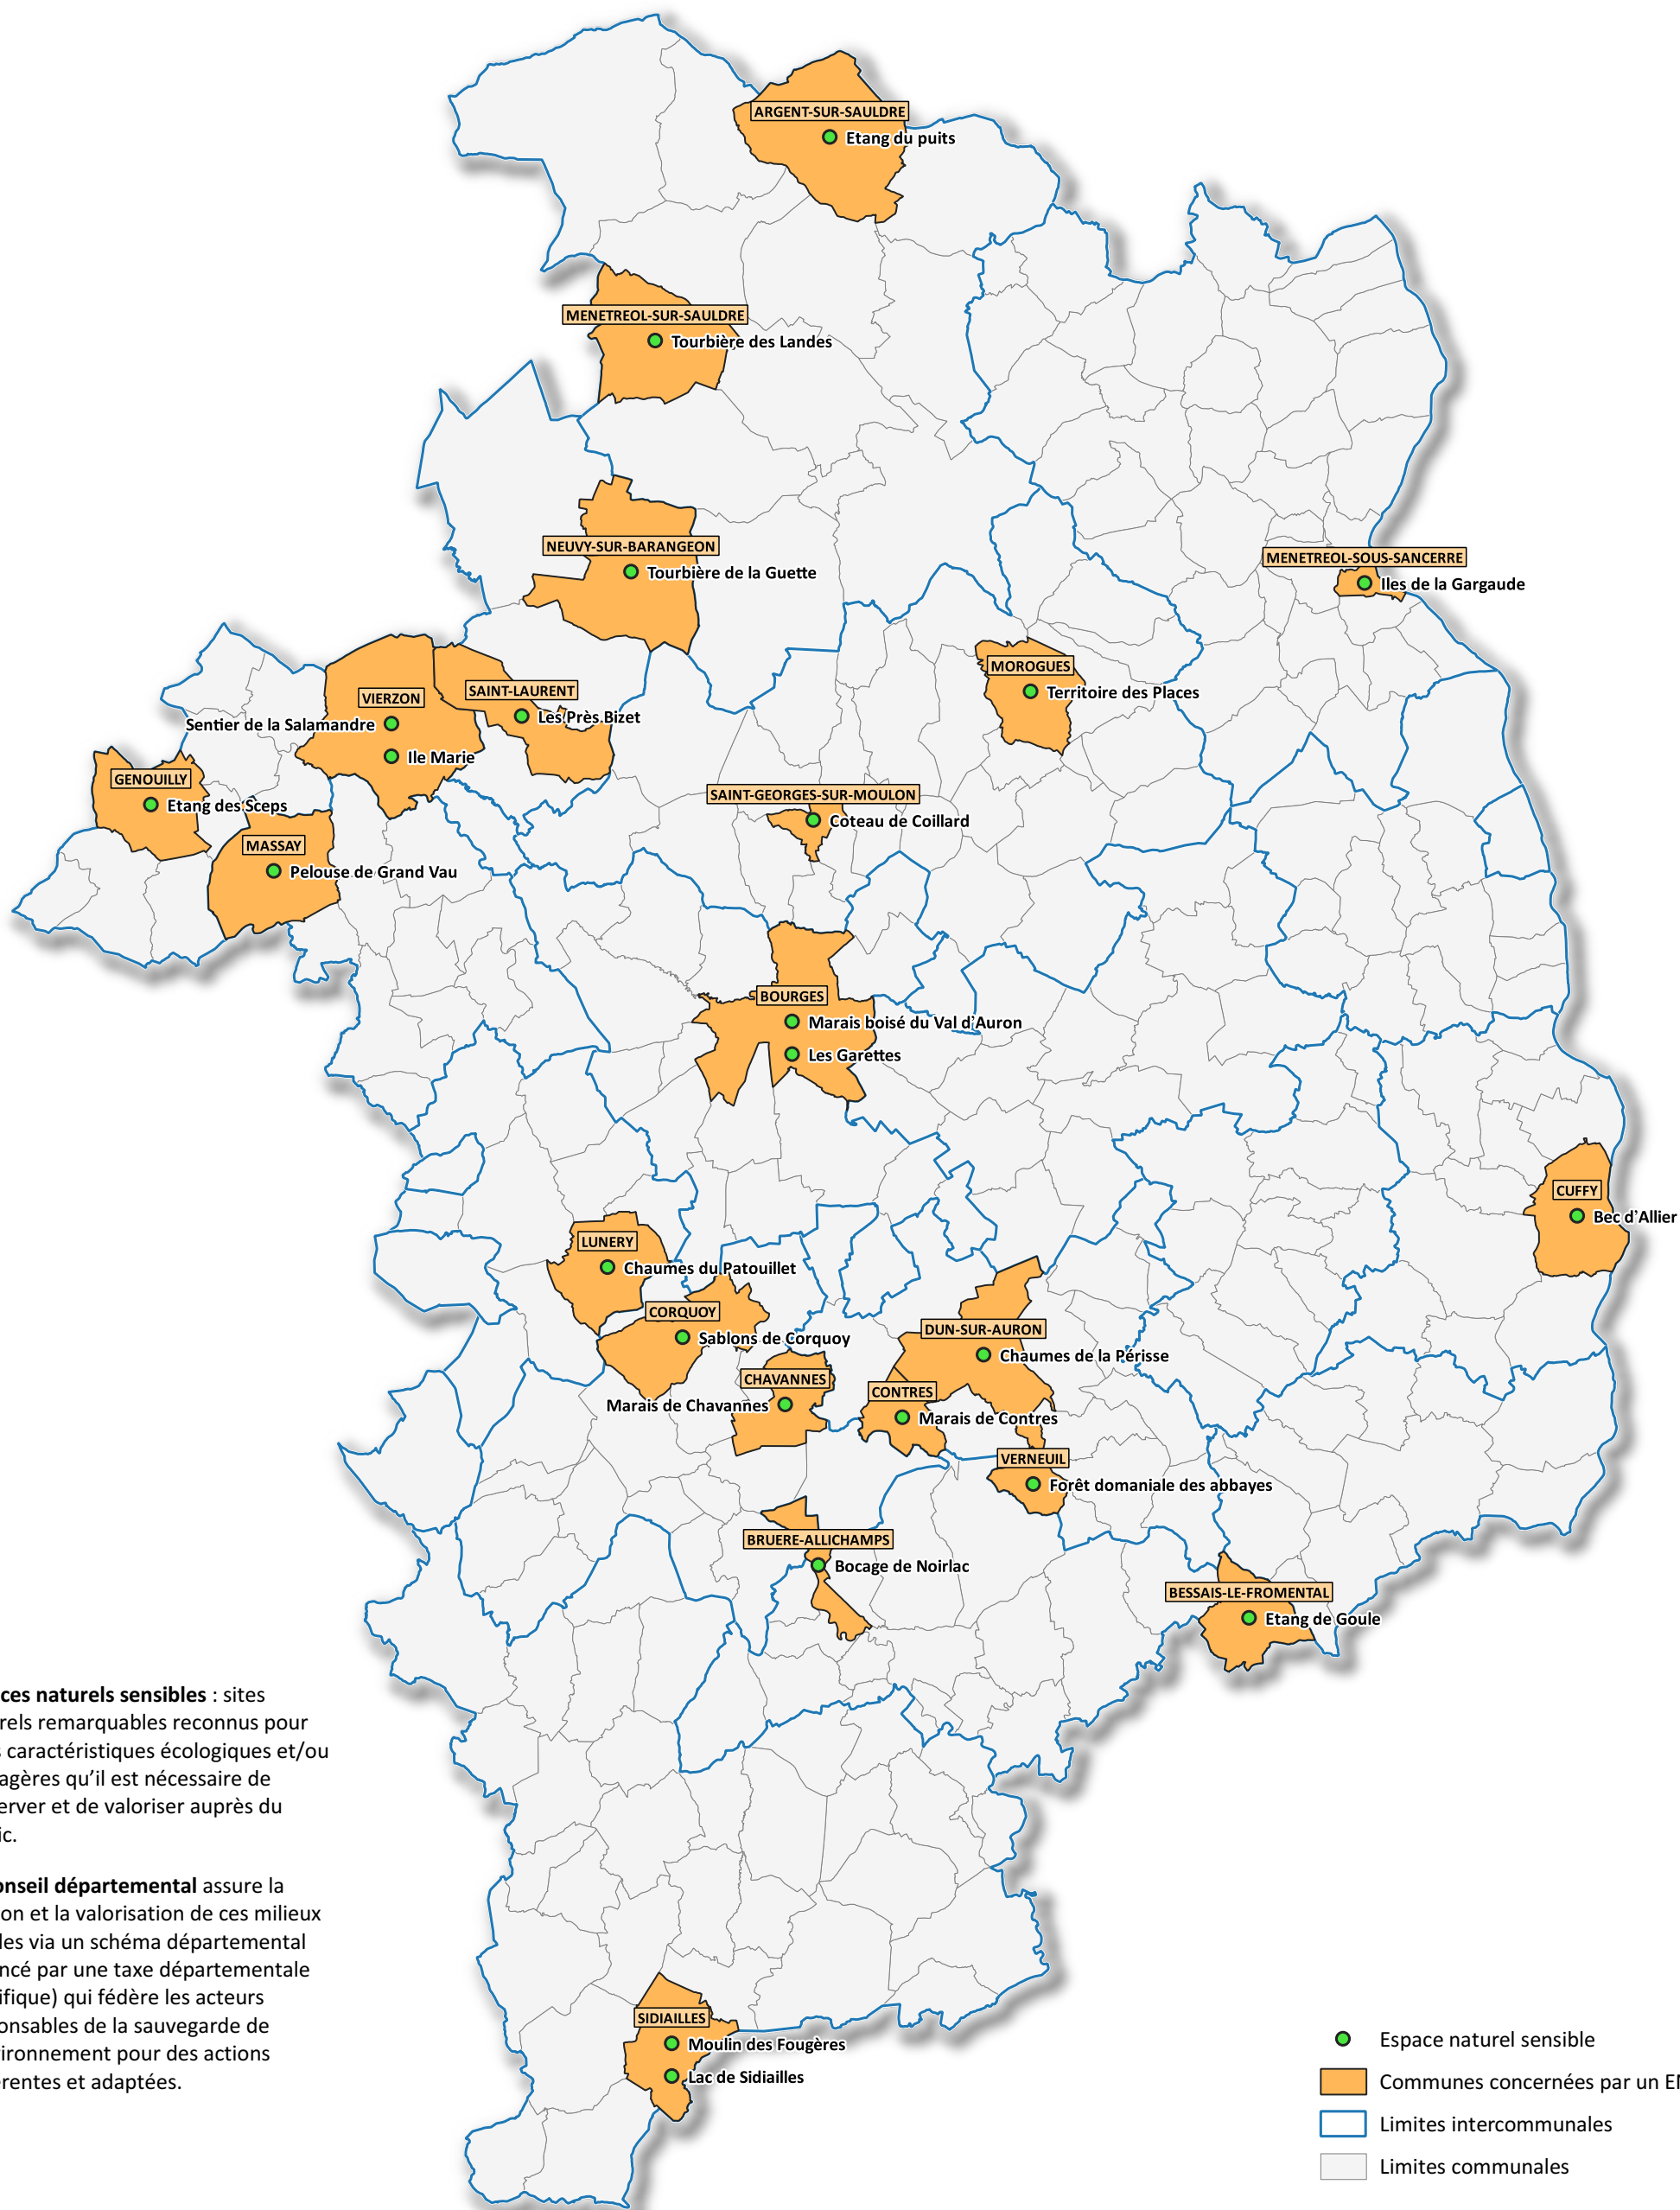 ARGENT-SUR-SAULDRE
Etang du puits
MENETREOL-SUR-SAULDRE
Tourbière des Landes
NEUVY-SUR-BARANGEON
Tourbière de la Guette
MENETREOL-SOUS-SANCERRE
Iles de la Gargaude
MOROGUES
Territoire des Places
SAINT-LAURENT
Les Près Bizet
VIERZON
Sentier de la Salamandre
Ile Marie
GENOUILLY
Etang des Sceps
SAINT-GEORGES-SUR-MOULON
Coteau de Coillard
MASSAY
Pelouse de Grand Vau
BOURGES
Marais boisé du Val d'Auron
Les Garettes
CUFFY
Bec d'Allier
LUNERY
Chaumes du Patouillet
CORQUOY
Sablons de Corquoy
DUN-SUR-AURON
Chaumes de la Périsse
CHAVANNES
Marais de Chavannes
CONTRES
Marais de Contres
VERNEUIL
Forêt domaniale des abbayes
BRUERE-ALLICHAMPS
Bocage de Noirlac
BESSAIS-LE-FROMENTAL
Etang de Goule
ces naturels sensibles : sites
rels remarquables reconnus pour
s caractéristiques écologiques et/ou
agères qu'il est nécessaire de
erver et de valoriser auprès du
ic.
onseil départemental assure la
on et la valorisation de ces milieux
les via un schéma départemental
ncé par une taxe départementale
ifique) qui fédère les acteurs
onsables de la sauvegarde de
vironnement pour des actions
érentes et adaptées.
SIDIAILLES
Moulin des Fougères
Lac de Sidiailles
Espace naturel sensible
Communes concernées par un E
Limites intercommunales
Limites communales